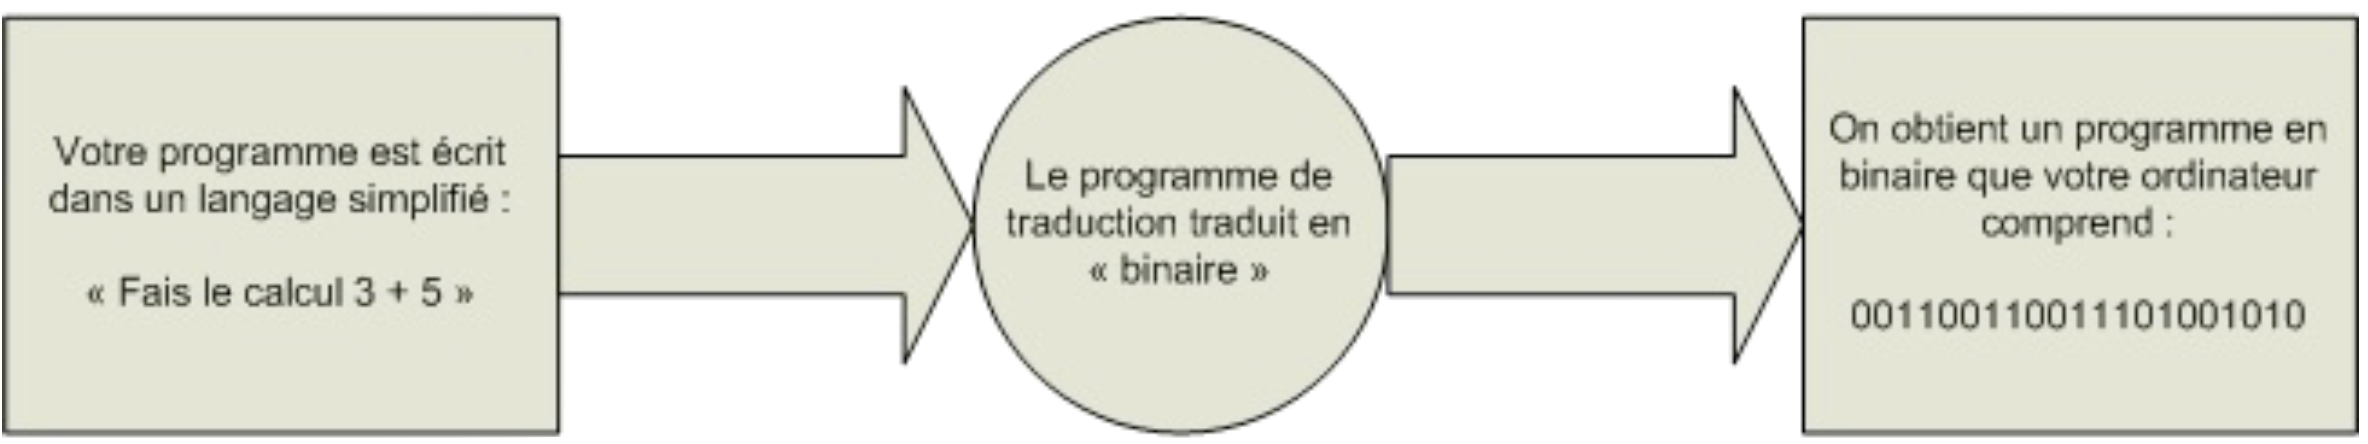 Votre programme est écrit
dans un langage simplifié :
« Fais le calcul 3 + 5 »
Le programme de
traduction traduit en
« binaire »
On obtient un programme en
binaire que votre ordinateur
comprend :
001100110011101001010